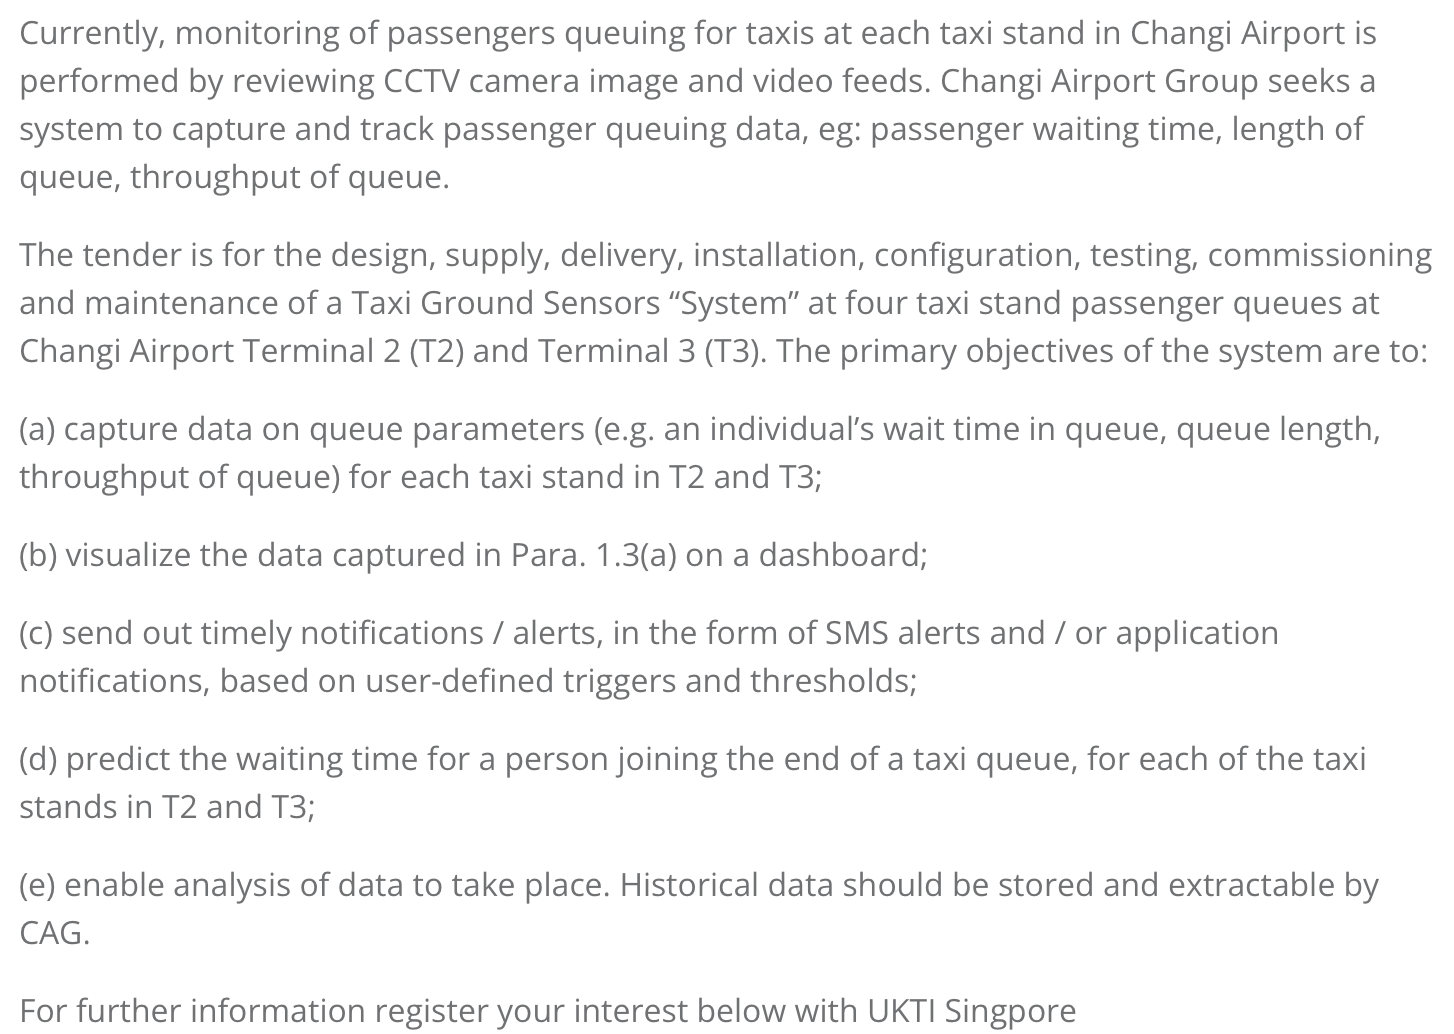 Currently, monitoring of passengers queuing for taxis at each taxi stand in Changi Airport is
performed by reviewing CCTV camera image and video feeds. Changi Airport Group seeks a
system to capture and track passenger queuing data, eg: passenger waiting time, length of
queue, throughput of queue.
The tender is for the design, supply, delivery, installation, configuration, testing, commissioning
and maintenance of a Taxi Ground Sensors “System” at four taxi stand passenger queues at
Changi Airport Terminal 2 (T2) and Terminal 3 (T3). The primary objectives of the system are to:
(a) capture data on queue parameters (e.g. an individual’s wait time in queue, queue length,
throughput of queue) for each taxi stand in T2 and T3;
(b) visualize the data captured in Para. 1.3(a) on a dashboard;
(c) send out timely notifications / alerts, in the form of SMS alerts and / or application
notifications, based on user-defined triggers and thresholds;
(d) predict the waiting time for a person joining the end of a taxi queue, for each of the taxi
stands in T2 and T3;
(e) enable analysis of data to take place. Historical data should be stored and extractable by
CAG.
For further information register your interest below with UKTI Singpore